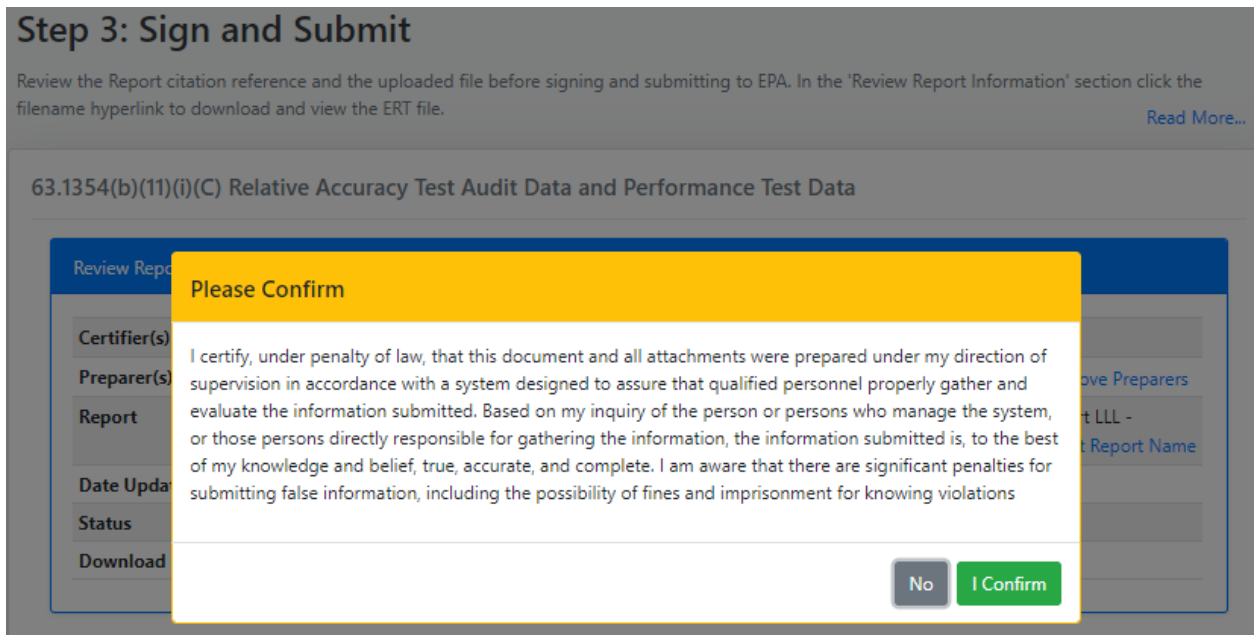 Step 3: Sign and Submit
Review the Report citation reference and the uploaded file before signing and submitting to EPA. In the 'Review Report Information' section click the
filename hyperlink to download and view the ERT file.
Read More...
63.1354(b)(11)(i)(C) Relative Accuracy Test Audit Data and Performance Test Data
Review Repo
Please Confirm
I certify, under penalty of law, that this document and all attachments were prepared under my direction of
supervision in accordance with a system designed to assure that qualified personnel properly gather and
evaluate the information submitted. Based on my inquiry of the person or persons who manage the system,
or those persons directly responsible for gathering the information, the information submitted is, to the best
of my knowledge and belief, true, accurate, and complete. I am aware that there are significant penalties for
submitting false information, including the possibility of fines and imprisonment for knowing violations
No I Confirm
Certifier(s)
Preparer(s) ove Preparers
Report rt LLL -
t Report Name
Date Updat
Status
Download